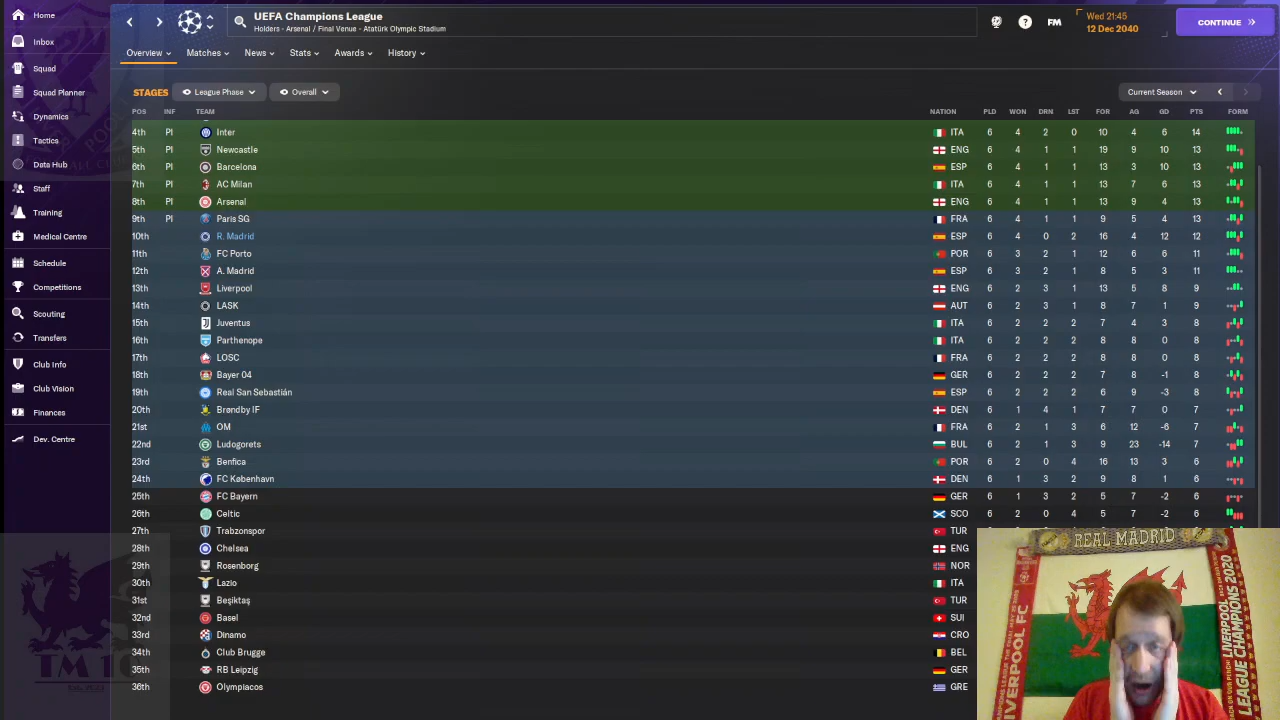 Home
Inbox
Squad
Squad Planner
Dynamics
Tactics
Data Hub
Staff
Training
Medical Centre
Schedule
Competitions
Scouting
Transfers
Club Info
Club Vision
Finances
Dev. Centre
TM 10
UEFA Champions League
Holders - Arsenal / Final Venue - Atatürk Olympic Stadium
? FM
Wed 21:45
12 Dec 2040
CONTINUE
Overview Matches News Stats Awards History
STAGES League Phase Overall Current Season
POS INF TEAM NATION PLD WON DRN LST FOR AG GD PTS FORM
4th PI Inter ITA 6 4 2 0 10 4 6 14
5th PI Newcastle ENG 6 4 1 1 19 9 10 13
6th PI Barcelona ESP 6 4 1 1 13 3 10 13
7th PI AC Milan ITA 6 4 1 1 13 7 6 13
8th PI Arsenal ENG 6 4 1 1 13 9 4 13
9th PI Paris SG FRA 6 4 1 1 9 5 4 13
10th R. Madrid ESP 6 4 0 2 16 4 12 12
11th FC Porto POR 6 3 2 1 12 6 6 11
12th A. Madrid ESP 6 3 2 1 8 5 3 11
13th Liverpool ENG 6 2 3 1 13 5 8 9
14th LASK AUT 6 2 3 1 8 7 1 9
15th Juventus ITA 6 2 2 2 7 4 3 8
16th Parthenope ITA 6 2 2 2 8 8 0 8
17th LOSC FRA 6 2 2 2 8 8 0 8
18th Bayer 04 GER 6 2 2 2 7 8 -1 8
19th Real San Sebastián ESP 6 2 2 2 6 9 -3 8
20th Brøndby IF DEN 6 1 4 1 7 7 0 7
21st OM FRA 6 2 1 3 6 12 -6 7
22nd Ludogorets BUL 6 2 1 3 9 23 -14 7
23rd Benfica POR 6 2 0 4 16 13 3 6
24th FC København DEN 6 1 3 2 9 8 1 6
25th FC Bayern GER 6 1 3 2 5 7 -2 6
26th Celtic SCO 6 2 0 4 5 7 -2 6
27th Trabzonspor TUR
28th Chelsea ENG
29th Rosenborg NOR
30th Lazio ITA
31st Beşiktaş TUR
32nd Basel SUI
33rd Dinamo CRO
34th Club Brugge BEL
35th RB Leipzig GER
36th Olympiacos GRE
REAL MADRID
LIVERPOOL FC
LIVERPOOL
LEAGUE CHAMPIONS 2020